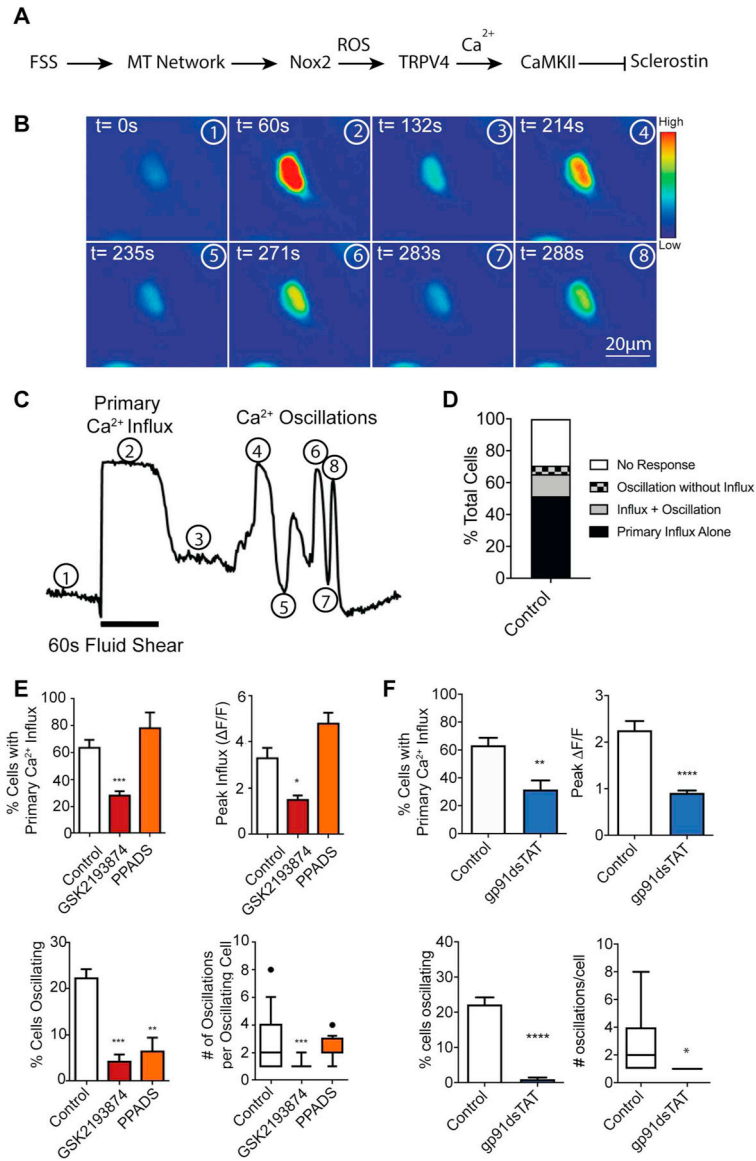 A
FSS MT Network Nox2 ROS TRPV4 Ca2+ CaMKII Sclerostin
B
t= 0s 1 t= 60s 2 t= 132s 3 t= 214s 4
High
Low
t= 235s 5 t= 271s 6 t= 283s 7 t= 288s 8
20μm
C
Primary
Ca2+ Influx
Ca2+ Oscillations
1 2 3 4 5 6 7 8
60s Fluid Shear
D
% Total Cells
100
80
60
40
20
0
Control
No Response
Oscillation without Influx
Influx + Oscillation
Primary Influx Alone
E
% Cells with
Primary Ca2+ Influx
100
80
60
40
20
0
***
Control
GSK2193874
PPADS
Peak Influx (ΔF/F)
6
4
2
0
*
Control
GSK2193874
PPADS
% Cells Oscillating
30
20
10
0
***
**
Control
GSK2193874
PPADS
# of Oscillations
per Oscillating Cell
10
8
6
4
2
0
***
Control
GSK2193874
PPADS
F
% Cells with
Primary Ca2+ Influx
100
80
60
40
20
0
**
Control
gp91dsTAT
Peak ΔF/F
3
2
1
0
****
Control
gp91dsTAT
% cells oscillating
40
30
20
10
0
****
Control
gp91dsTAT
# oscillations/cell
10
8
6
4
2
0
*
Control
gp91dsTAT